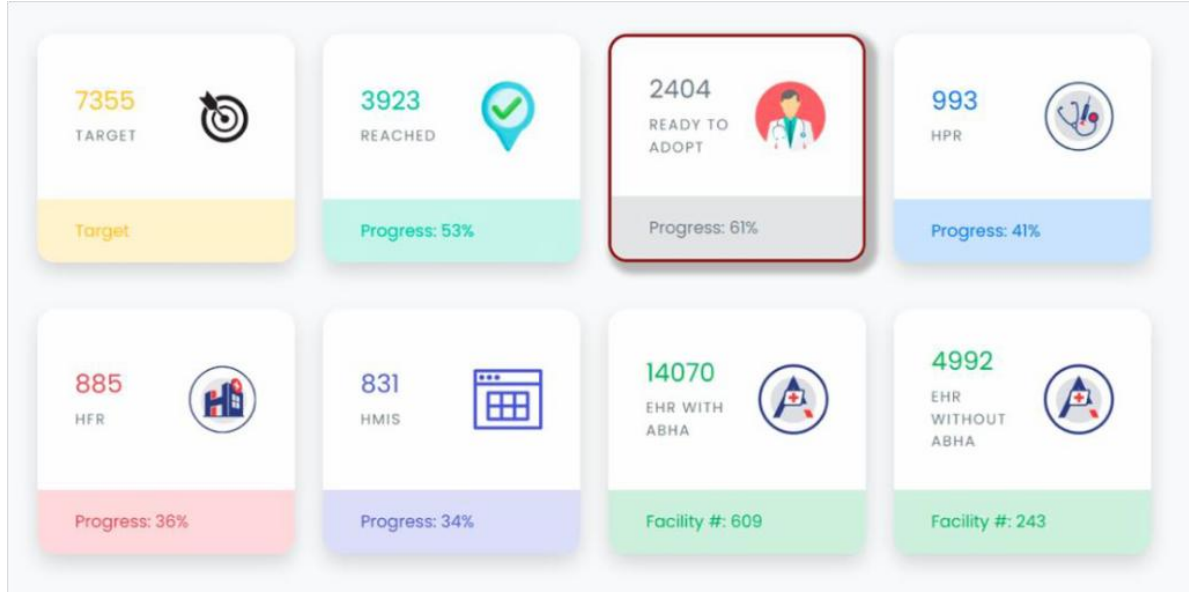 7355
TARGET
Target
3923
REACHED
Progress: 53%
2404
READY TO
ADOPT
Progress: 61%
993
HPR
Progress: 41%
885
HFR
Progress: 36%
831
HMIS
Progress: 34%
14070
EHR WITH
ABHA
Facility #: 609
4992
EHR
WITHOUT
ABHA
Facility #: 243